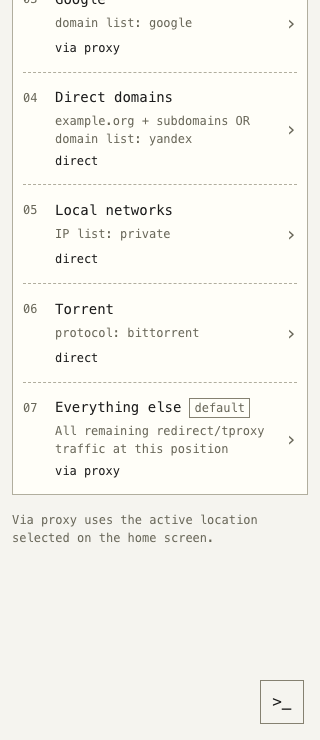 03 Google
domain list: google
via proxy
04 Direct domains
example.org + subdomains OR
domain list: yandex
direct
05 Local networks
IP list: private
direct
06 Torrent
protocol: bittorrent
direct
07 Everything else default
All remaining redirect/tproxy
traffic at this position
via proxy
Via proxy uses the active location
selected on the home screen.
>_